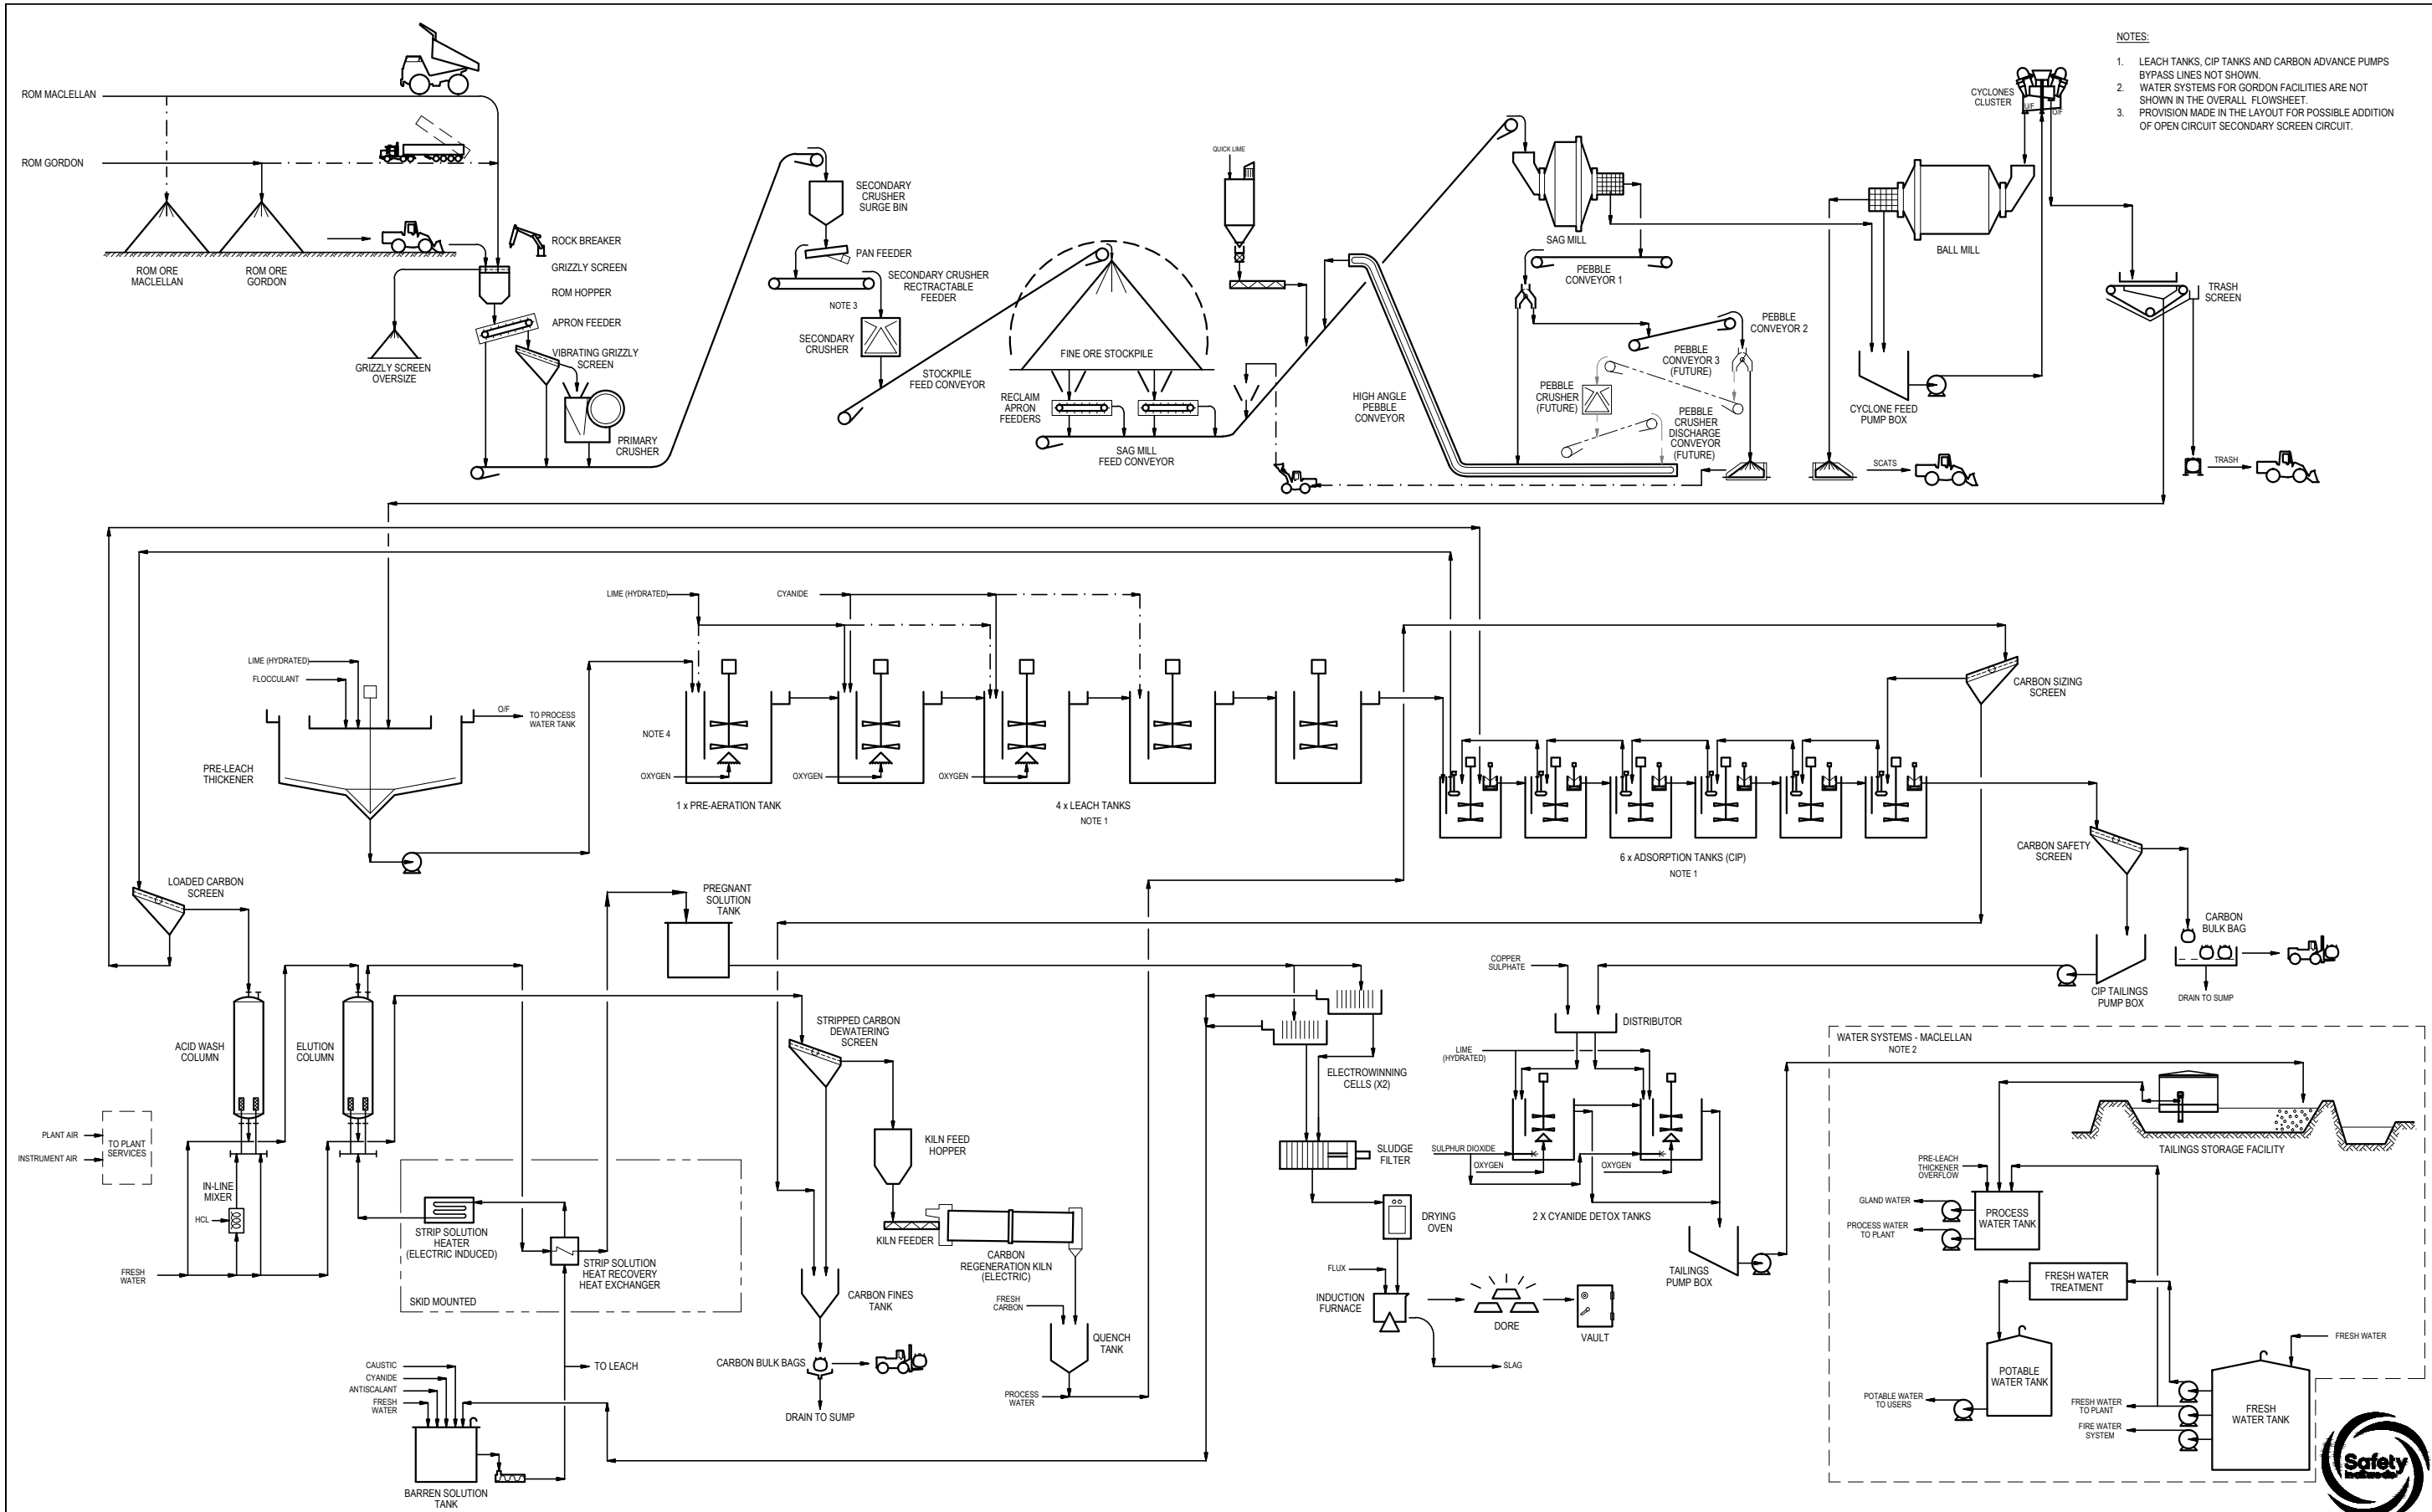 NOTES:
1. LEACH TANKS, CIP TANKS AND CARBON ADVANCE PUMPS
BYPASS LINES NOT SHOWN.
2. WATER SYSTEMS FOR GORDON FACILITIES ARE NOT
SHOWN IN THE OVERALL FLOWSHEET.
3. PROVISION MADE IN THE LAYOUT FOR POSSIBLE ADDITION
OF OPEN CIRCUIT SECONDARY SCREEN CIRCUIT.
ROM MACLELLAN
ROM GORDON
ROM ORE
MACLELLAN
ROM ORE
GORDON
ROCK BREAKER
GRIZZLY SCREEN
ROM HOPPER
APRON FEEDER
VIBRATING GRIZZLY
SCREEN
GRIZZLY SCREEN
OVERSIZE
PRIMARY
CRUSHER
SECONDARY
CRUSHER
SURGE BIN
PAN FEEDER
SECONDARY CRUSHER
RECTRACTABLE
FEEDER
NOTE 3
SECONDARY
CRUSHER
STOCKPILE
FEED CONVEYOR
FINE ORE STOCKPILE
RECLAIM
APRON
FEEDERS
SAG MILL
FEED CONVEYOR
QUICK LIME
HIGH ANGLE
PEBBLE
CONVEYOR
SAG MILL
PEBBLE
CONVEYOR 1
PEBBLE
CONVEYOR 2
PEBBLE
CONVEYOR 3
(FUTURE)
PEBBLE
CRUSHER
(FUTURE)
PEBBLE
CRUSHER
DISCHARGE
CONVEYOR
(FUTURE)
CYCLONES
CLUSTER
U/F
O/F
BALL MILL
CYCLONE FEED
PUMP BOX
SCATS
TRASH
SCREEN
TRASH
LIME (HYDRATED)
FLOCCULANT
O/F
TO PROCESS
WATER TANK
PRE-LEACH
THICKENER
LIME (HYDRATED)
CYANIDE
NOTE 4
OXYGEN
OXYGEN
OXYGEN
1 x PRE-AERATION TANK
4 x LEACH TANKS
NOTE 1
6 x ADSORPTION TANKS (CIP)
NOTE 1
CARBON SIZING
SCREEN
CARBON SAFETY
SCREEN
CARBON
BULK BAG
CIP TAILINGS
PUMP BOX
DRAIN TO SUMP
LOADED CARBON
SCREEN
ACID WASH
COLUMN
ELUTION
COLUMN
PLANT AIR
INSTRUMENT AIR
TO PLANT
SERVICES
IN-LINE
MIXER
HCL
FRESH
WATER
PREGNANT
SOLUTION
TANK
STRIP SOLUTION
HEATER
(ELECTRIC INDUCED)
STRIP SOLUTION
HEAT RECOVERY
HEAT EXCHANGER
SKID MOUNTED
CAUSTIC
CYANIDE
ANTISCALANT
FRESH
WATER
TO LEACH
BARREN SOLUTION
TANK
STRIPPED CARBON
DEWATERING
SCREEN
KILN FEED
HOPPER
KILN FEEDER
CARBON
REGENERATION KILN
(ELECTRIC)
CARBON FINES
TANK
CARBON BULK BAGS
DRAIN TO SUMP
FRESH
CARBON
QUENCH
TANK
PROCESS
WATER
ELECTROWINNING
CELLS (X2)
SLUDGE
FILTER
DRYING
OVEN
FLUX
INDUCTION
FURNACE
DORE
VAULT
SLAG
COPPER
SULPHATE
DISTRIBUTOR
LIME
(HYDRATED)
SULPHUR DIOXIDE
OXYGEN
OXYGEN
2 X CYANIDE DETOX TANKS
TAILINGS
PUMP BOX
WATER SYSTEMS - MACLELLAN
NOTE 2
TAILINGS STORAGE FACILITY
PRE-LEACH
THICKENER
OVERFLOW
GLAND WATER
PROCESS WATER
TO PLANT
PROCESS
WATER TANK
FRESH WATER
TREATMENT
FRESH WATER
POTABLE
WATER TANK
POTABLE WATER
TO USERS
FRESH WATER
TO PLANT
FIRE WATER
SYSTEM
FRESH
WATER TANK
Safety